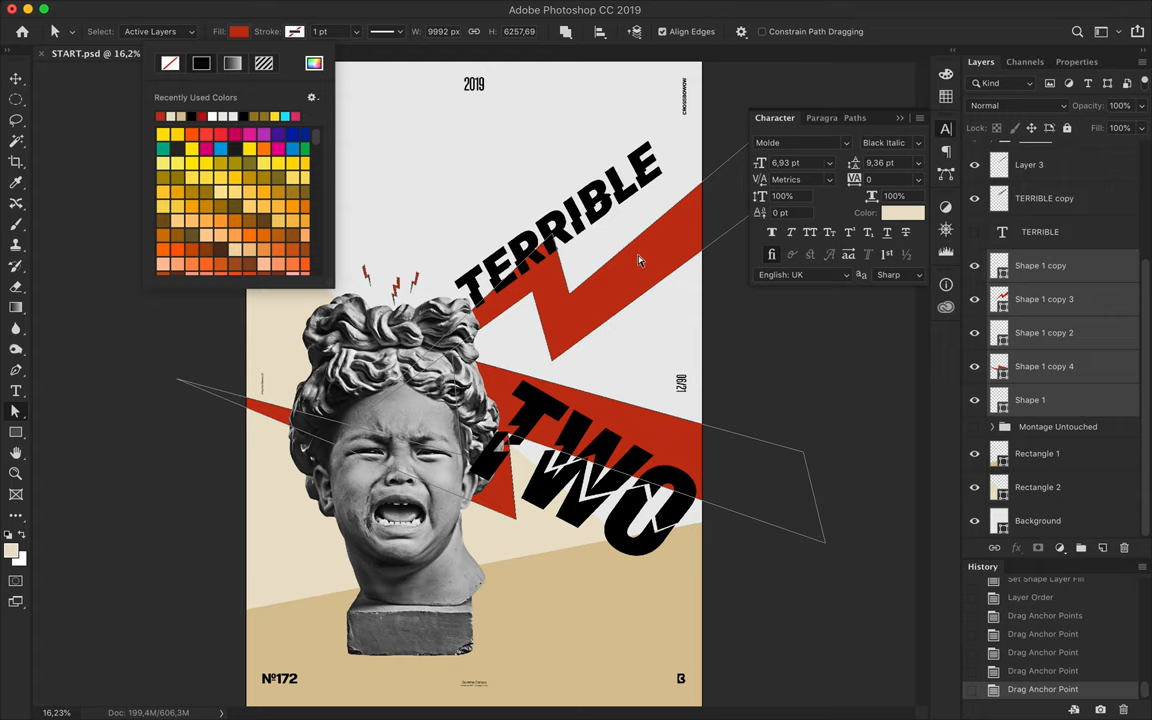 Adobe Photoshop CC 2019
Select: Active Layers Fill: Stroke: 1 pt W: 9992 px H: 6257,69 Align Edges Constrain Path Dragging
START.psd @ 16,2%
Recently Used Colors
2019
CROSSBOWBOW
TERRIBLE
TWO
06/21
Nº172
B
Character Paragra Paths
Molde Black Italic
6,93 pt 9,36 pt
Metrics 0
100% 100%
0 pt Color:
English: UK Sharp
Layers Channels Properties
Kind
Normal Opacity: 100%
Lock: Fill: 100%
Layer 3
TERRIBLE copy
TERRIBLE
Shape 1 copy
Shape 1 copy 3
Shape 1 copy 2
Shape 1 copy 4
Shape 1
Montage Untouched
Rectangle 1
Rectangle 2
Background
History
Set Shape Layer Fill
Layer Order
Drag Anchor Points
Drag Anchor Point
Drag Anchor Point
Drag Anchor Point
Drag Anchor Point
16,23% Doc: 199,4M/606,3M